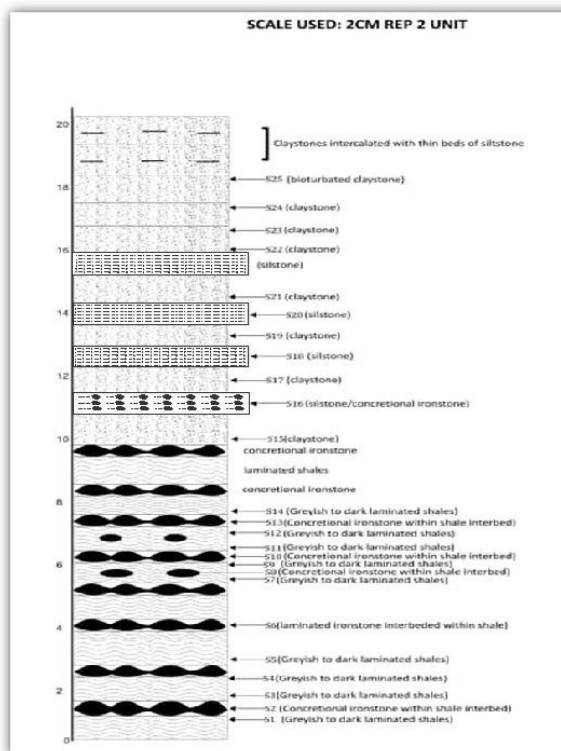 SCALE USED: 2CM REP 2 UNIT
20
Claystones intercalated with thin beds of siltstone
S25 (bioturbated claystone)
18
S24 (claystone)
S23 (claystone)
16
S22 (claystone)
(silstone)
S21 (claystone)
14
S20 (silstone)
S19 (claystone)
S18 (silstone)
12
S17 (claystone)
S16 (silstone/concretional ironstone)
10
S15(claystone)
concretional ironstone
laminated shales
concretional ironstone
8
S14 (Greyish to dark laminated shales)
S13(Concretional ironstone within shale interbed)
S12 (Greyish to dark laminated shales)
S11 (Greyish to dark laminated shales)
S10 (Concretional ironstone within shale interbed)
6
S9 (Greyish to dark laminated shales)
S8 (Concretional ironstone within shale interbed)
S7 (Greyish to dark laminated shales)
4
S6(laminated ironstone interbeded within shale)
S5(Greyish to dark laminated shales)
S4 (Greyish to dark laminated shales)
2
S3 (Greyish to dark laminated shales)
S2 (Concretional ironstone within shale interbed)
S1 (Greyish to dark laminated shales)
0